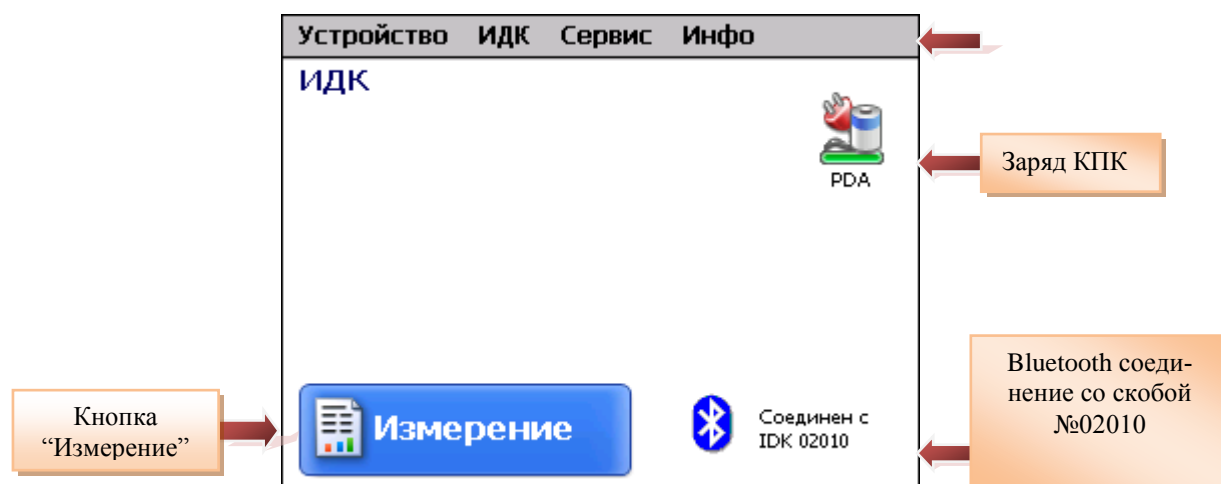 Устройство ИДК Сервис Инфо
ИДК
PDA
Заряд КПК
Измерение
Соединен с
IDK 02010
Кнопка
“Измерение”
Bluetooth соеди-
нение со скобой
№02010